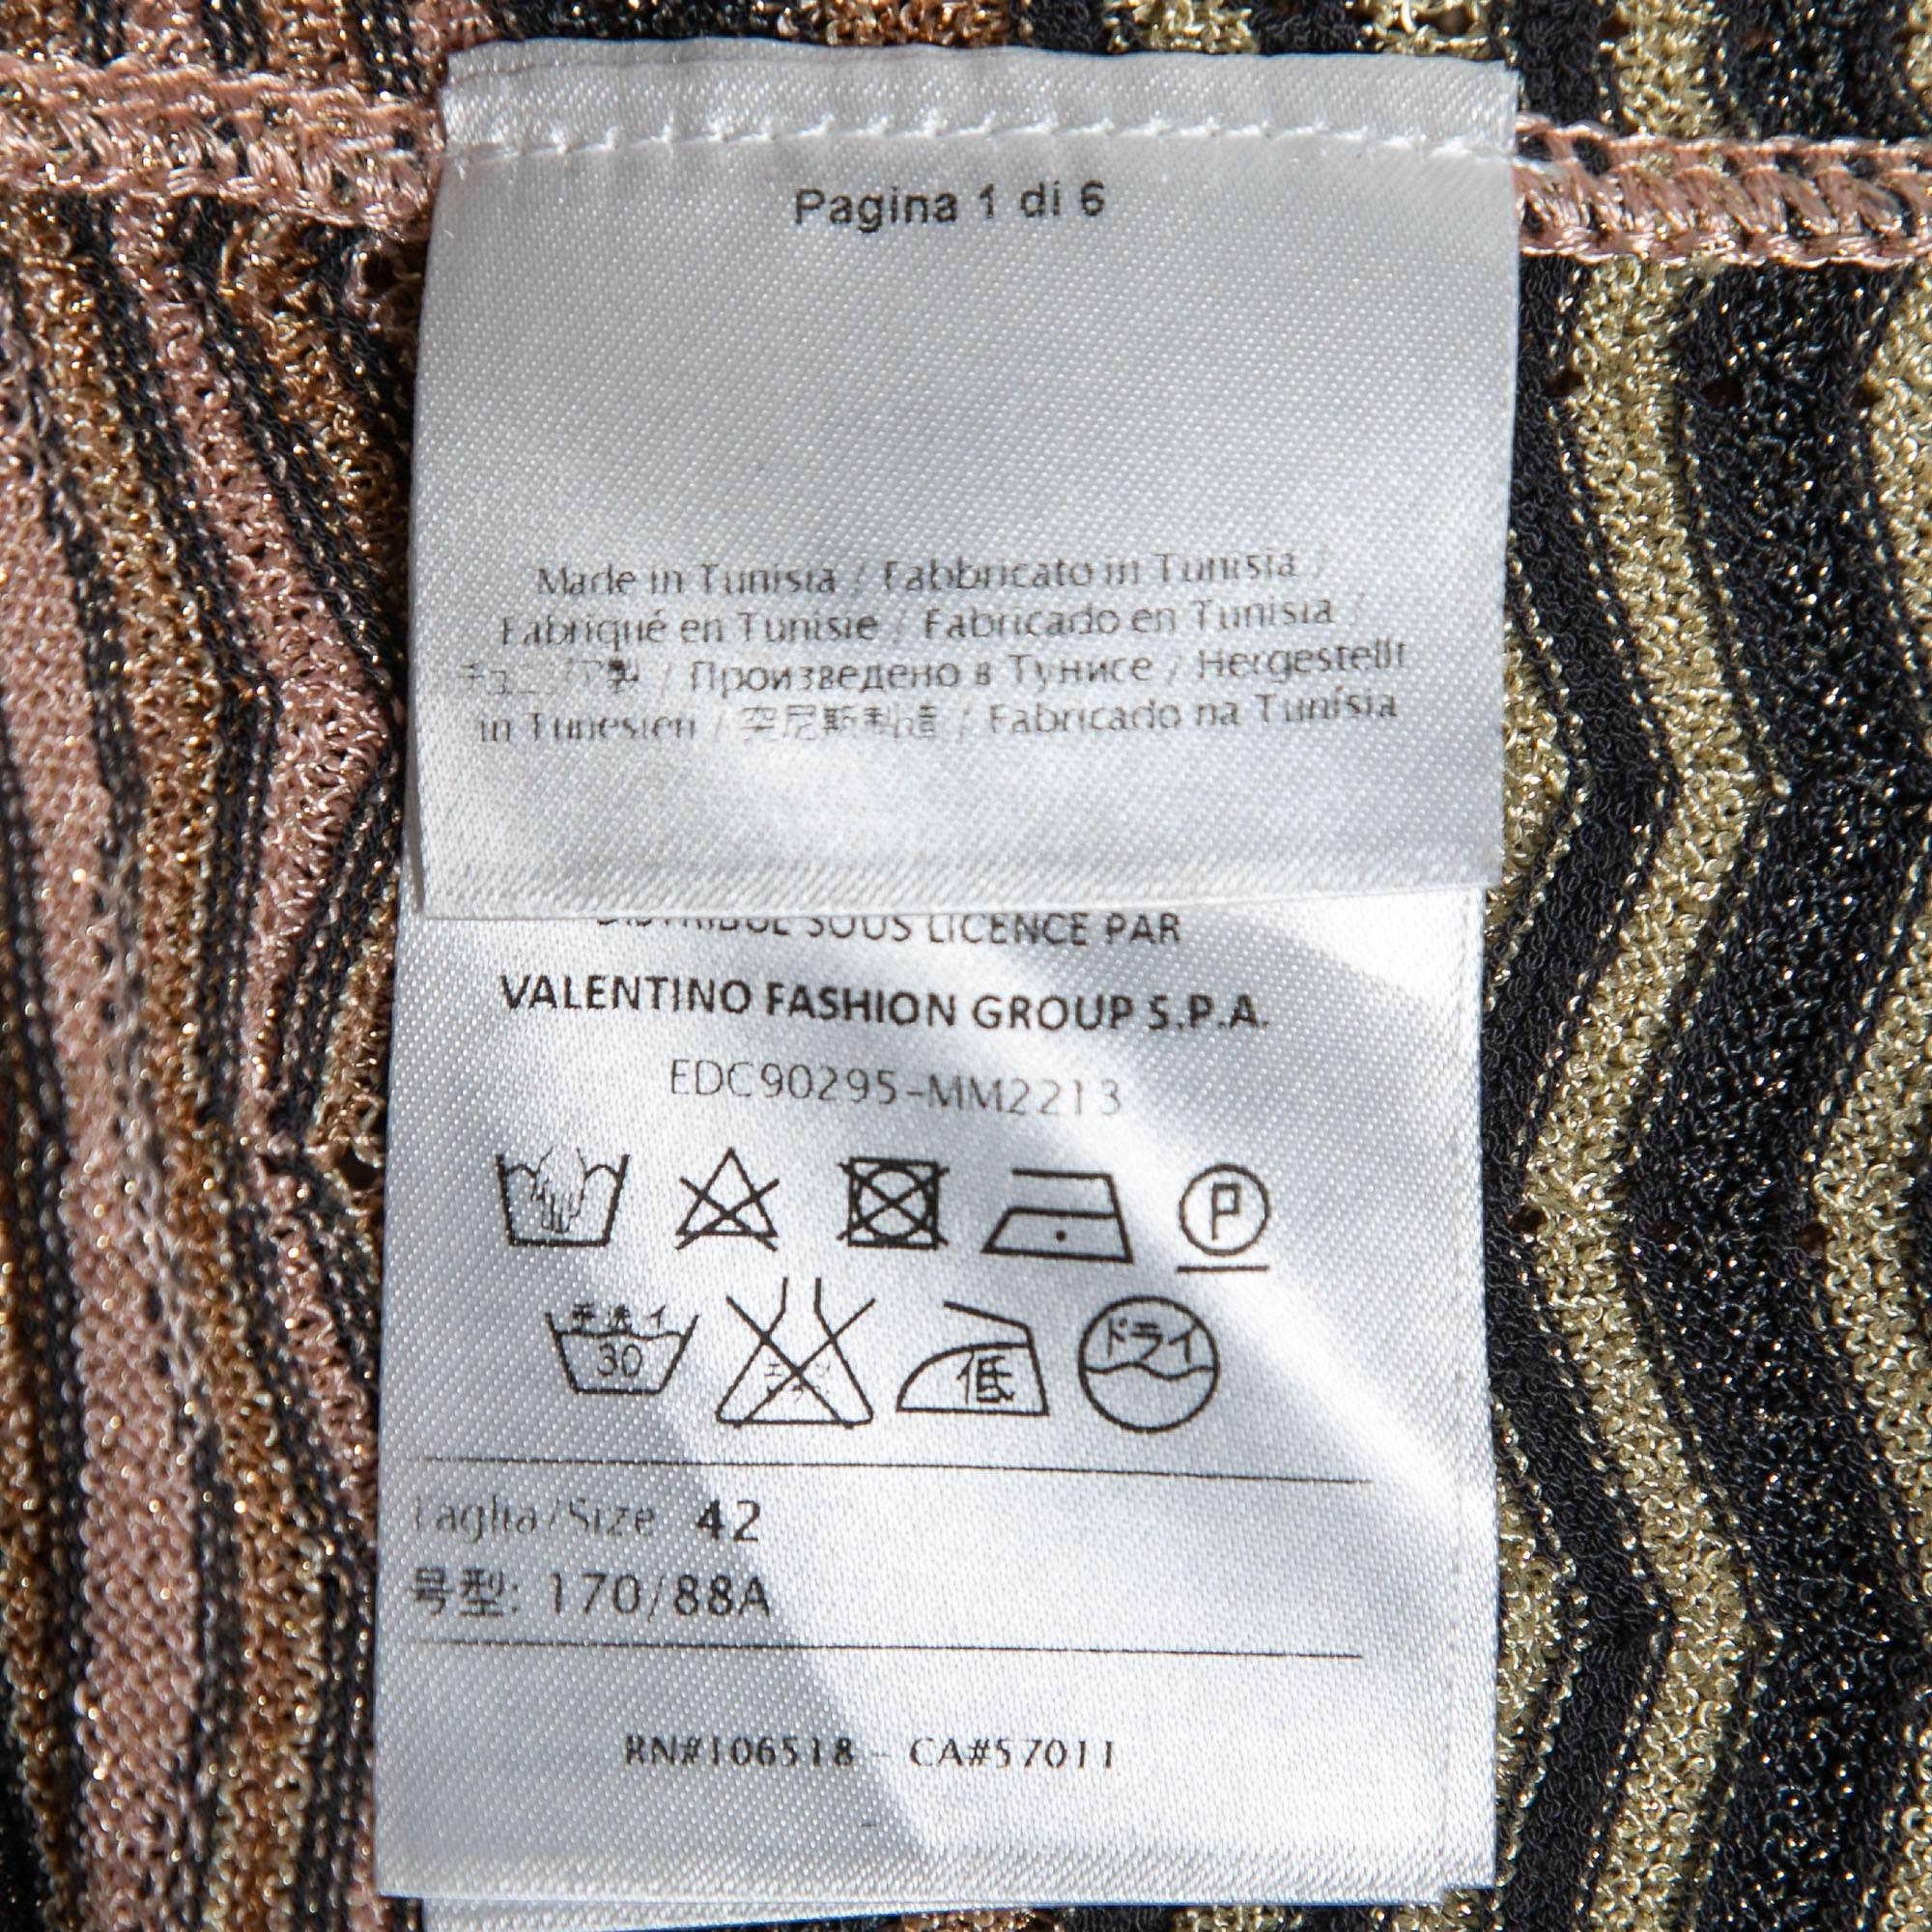 Pagina 1 di 6
Made in Tunisia / Fabbricato in Tunisia /
Fabriqué en Tunisie / Fabricado en Tunisia /
チュニジア製 / Произведено в Тунисе / Hergestellt
in Tunesien / 突尼斯制造 / Fabricado na Tunísia
SOUS LICENCE PAR
VALENTINO FASHION GROUP S.P.A.
EDC90295-MM2213
P
手洗イ ドライ
30 低
Taglia/Size 42
号型: 170/88A
RN#106518 - CA#57011